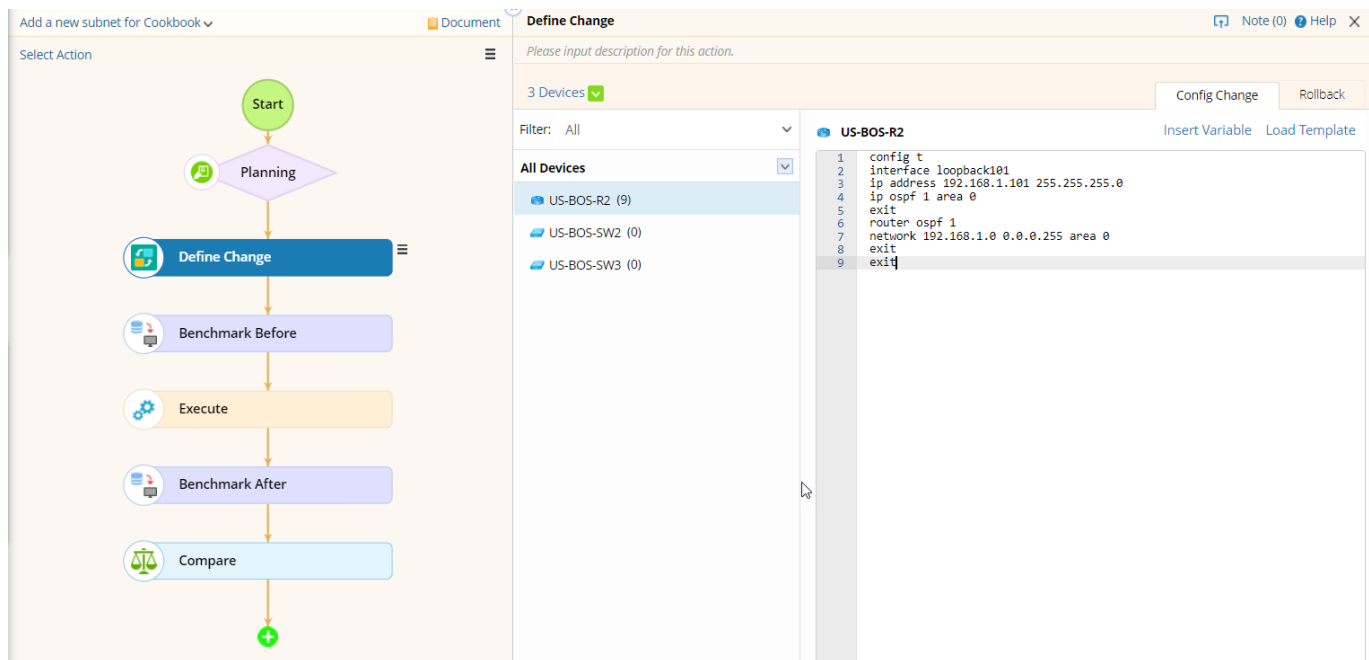 Add a new subnet for Cookbook
Document
Select Action
Start
Planning
Define Change
Benchmark Before
Execute
Benchmark After
Compare
Define Change
Note (0)
Help
Please input description for this action.
3 Devices
Config Change
Rollback
Filter: All
All Devices
US-BOS-R2 (9)
US-BOS-SW2 (0)
US-BOS-SW3 (0)
US-BOS-R2
Insert Variable
Load Template
1 config t
2 interface loopback101
3 ip address 192.168.1.101 255.255.255.0
4 ip ospf 1 area 0
5 exit
6 router ospf 1
7 network 192.168.1.0 0.0.0.255 area 0
8 exit
9 exit